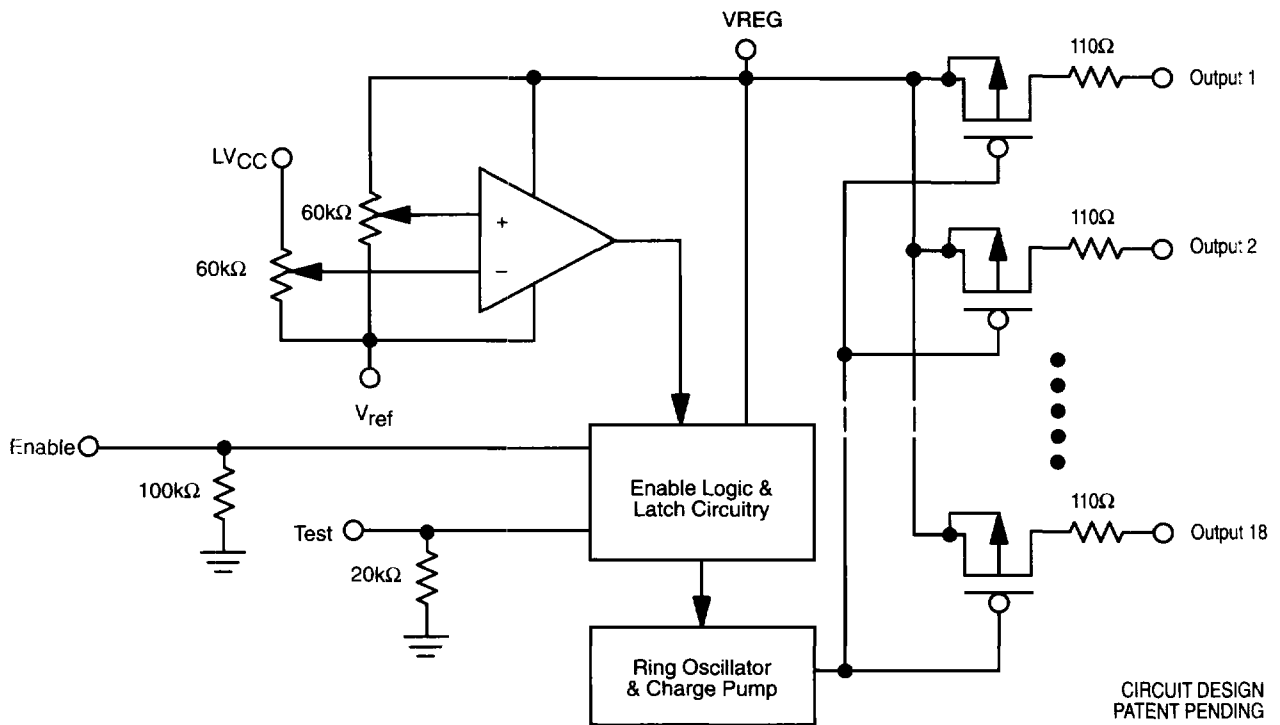 VREG
110Ω
Output 1
LVCC
60kΩ
+
60kΩ
−
110Ω
Output 2
Vref
Enable
100kΩ
Enable Logic &
Latch Circuitry
110Ω
Output 18
Test
20kΩ
Ring Oscillator
& Charge Pump
CIRCUIT DESIGN
PATENT PENDING